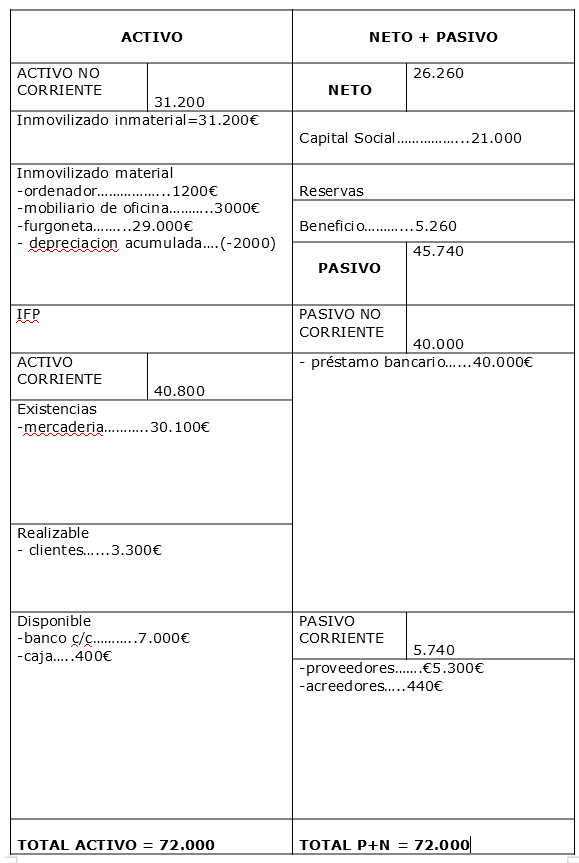 ACTIVO
NETO + PASIVO
ACTIVO NO
CORRIENTE
31.200
NETO
26.260
Inmovilizado inmaterial=31.200€
Capital Social……………...21.000
Inmovilizado material
-ordenador……………...1200€
-mobiliario de oficina………..3000€
-furgoneta……...29.000€
- depreciacion acumulada….(-2000)
Reservas
Beneficio………...5.260
PASIVO
45.740
IFP
PASIVO NO
CORRIENTE
40.000
ACTIVO
CORRIENTE
40.800
- préstamo bancario…...40.000€
Existencias
-mercaderia………..30.100€
Realizable
- clientes…...3.300€
Disponible
-banco c/c………..7.000€
-caja…..400€
PASIVO
CORRIENTE
5.740
-proveedores…….€5.300€
-acreedores…..440€
TOTAL ACTIVO = 72.000
TOTAL P+N = 72.000